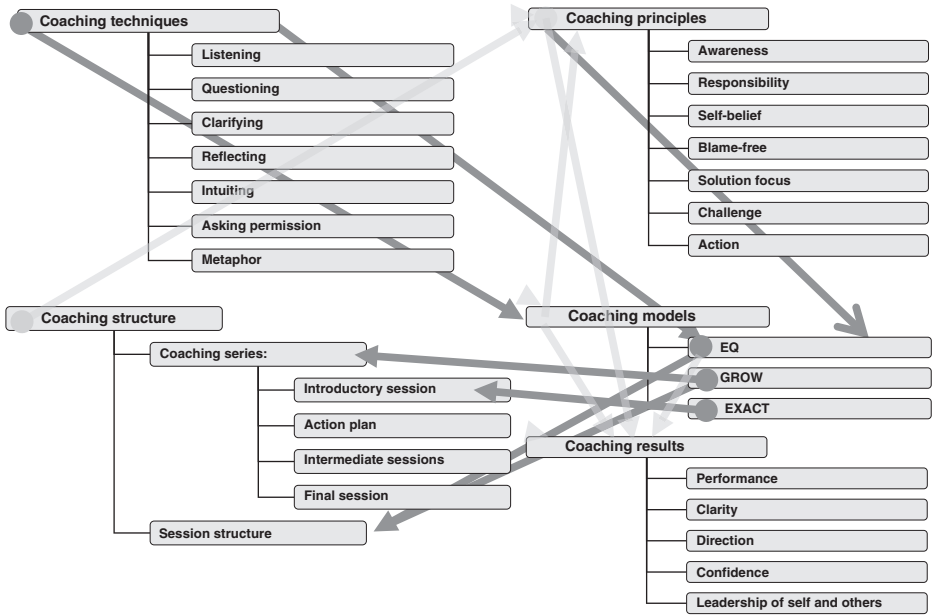 Coaching techniques
Listening
Questioning
Clarifying
Reflecting
Intuiting
Asking permission
Metaphor
Coaching principles
Awareness
Responsibility
Self-belief
Blame-free
Solution focus
Challenge
Action
Coaching structure
Coaching series:
Introductory session
Action plan
Intermediate sessions
Final session
Session structure
Coaching models
EQ
GROW
EXACT
Coaching results
Performance
Clarity
Direction
Confidence
Leadership of self and others